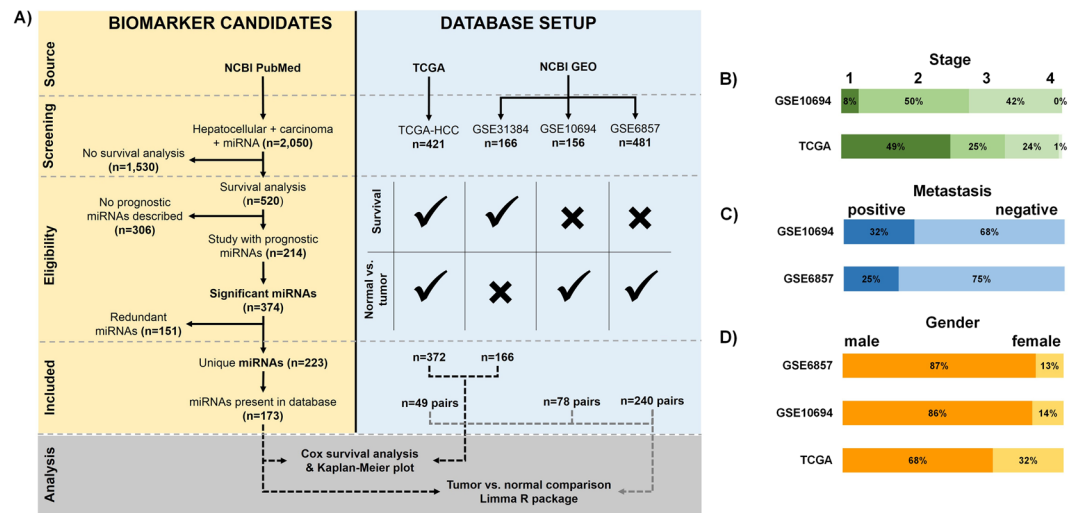 A)
BIOMARKER CANDIDATES
DATABASE SETUP
Source
NCBI PubMed
TCGA
NCBI GEO
Screening
Hepatocellular + carcinoma
+ miRNA (n=2,050)
No survival analysis
(n=1,530)
TCGA-HCC
n=421
GSE31384
n=166
GSE10694
n=156
GSE6857
n=481
Eligibility
Survival analysis
(n=520)
No prognostic
miRNAs described
(n=306)
Study with prognostic
miRNAs (n=214)
Significant miRNAs
(n=374)
Redundant
miRNAs (n=151)
Survival
Normal vs.
tumor
Included
Unique miRNAs (n=223)
miRNAs present in database
(n=173)
n=372
n=166
n=49 pairs
n=78 pairs
n=240 pairs
Analysis
Cox survival analysis
& Kaplan-Meier plot
Tumor vs. normal comparison
Limma R package
B)
Stage
1 2 3 4
GSE10694 8% 50% 42% 0%
TCGA 49% 25% 24% 1%
C)
Metastasis
positive negative
GSE10694 32% 68%
GSE6857 25% 75%
D)
Gender
male female
GSE6857 87% 13%
GSE10694 86% 14%
TCGA 68% 32%